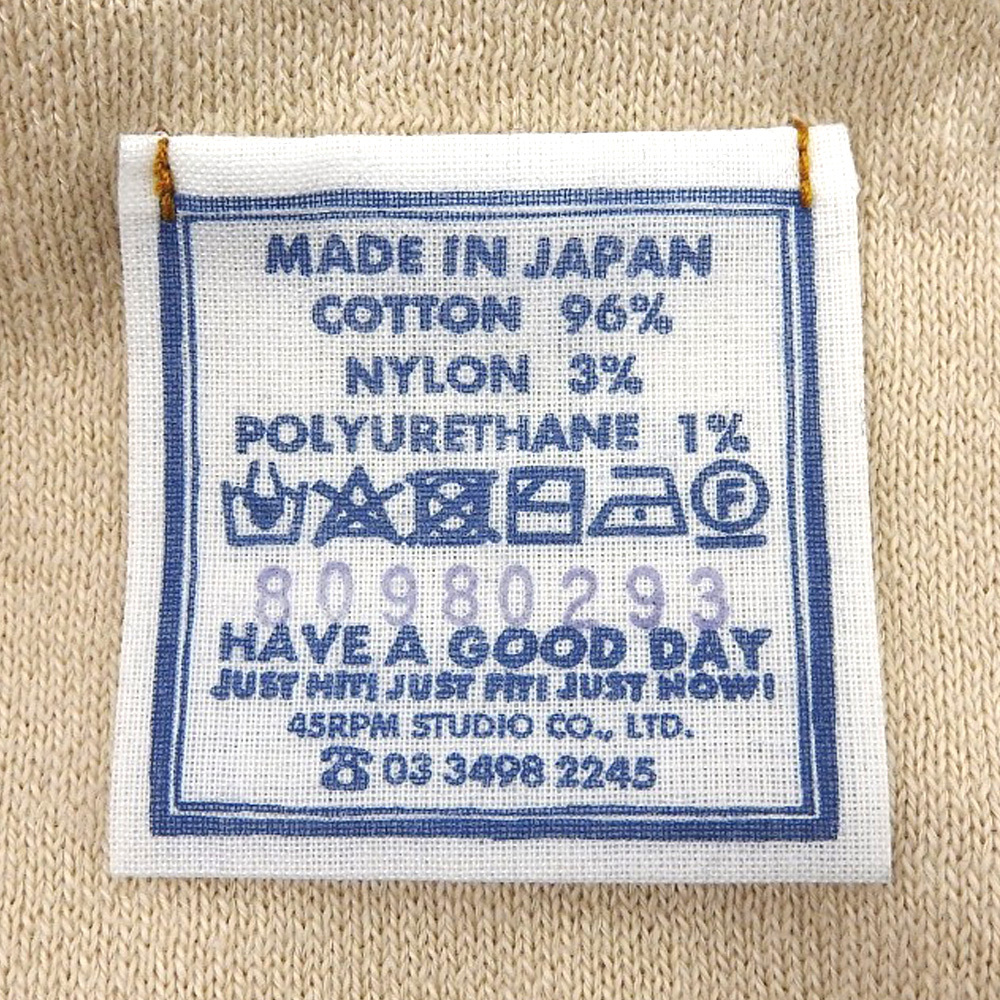 MADE IN JAPAN
COTTON 96%
NYLON 3%
POLYURETHANE 1%
F
80980293
HAVE A GOOD DAY
JUST HIT! JUST FIT! JUST NOW!
45RPM STUDIO CO., LTD.
☎ 03 3498 2245